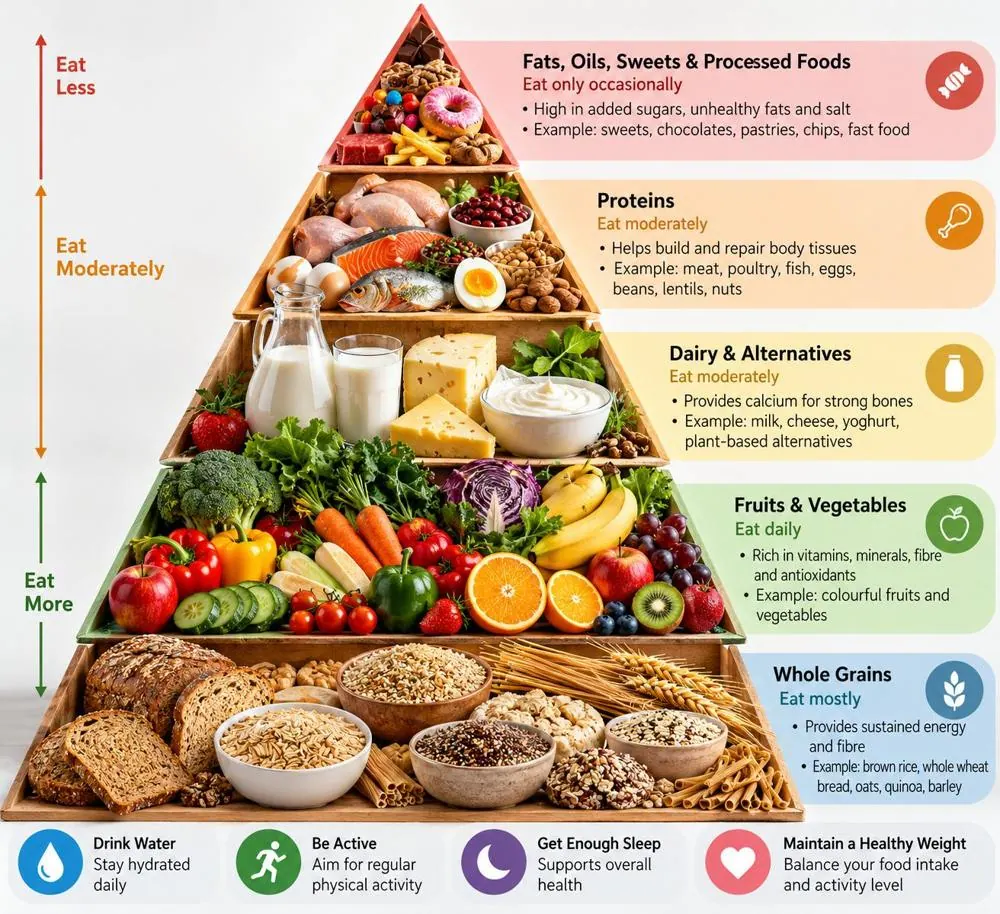 Eat
Less
Fats, Oils, Sweets & Processed Foods
Eat only occasionally
• High in added sugars, unhealthy fats and salt
• Example: sweets, chocolates, pastries, chips, fast food
Eat
Moderately
Proteins
Eat moderately
• Helps build and repair body tissues
• Example: meat, poultry, fish, eggs,
beans, lentils, nuts
Dairy & Alternatives
Eat moderately
• Provides calcium for strong bones
• Example: milk, cheese, yoghurt,
plant-based alternatives
Eat
More
Fruits & Vegetables
Eat daily
• Rich in vitamins, minerals, fibre
and antioxidants
• Example: colourful fruits and
vegetables
Whole Grains
Eat mostly
• Provides sustained energy
and fibre
• Example: brown rice, whole wheat
bread, oats, quinoa, barley
Drink Water
Stay hydrated
daily
Be Active
Aim for regular
physical activity
Get Enough Sleep
Supports overall
health
Maintain a Healthy Weight
Balance your food intake
and activity level